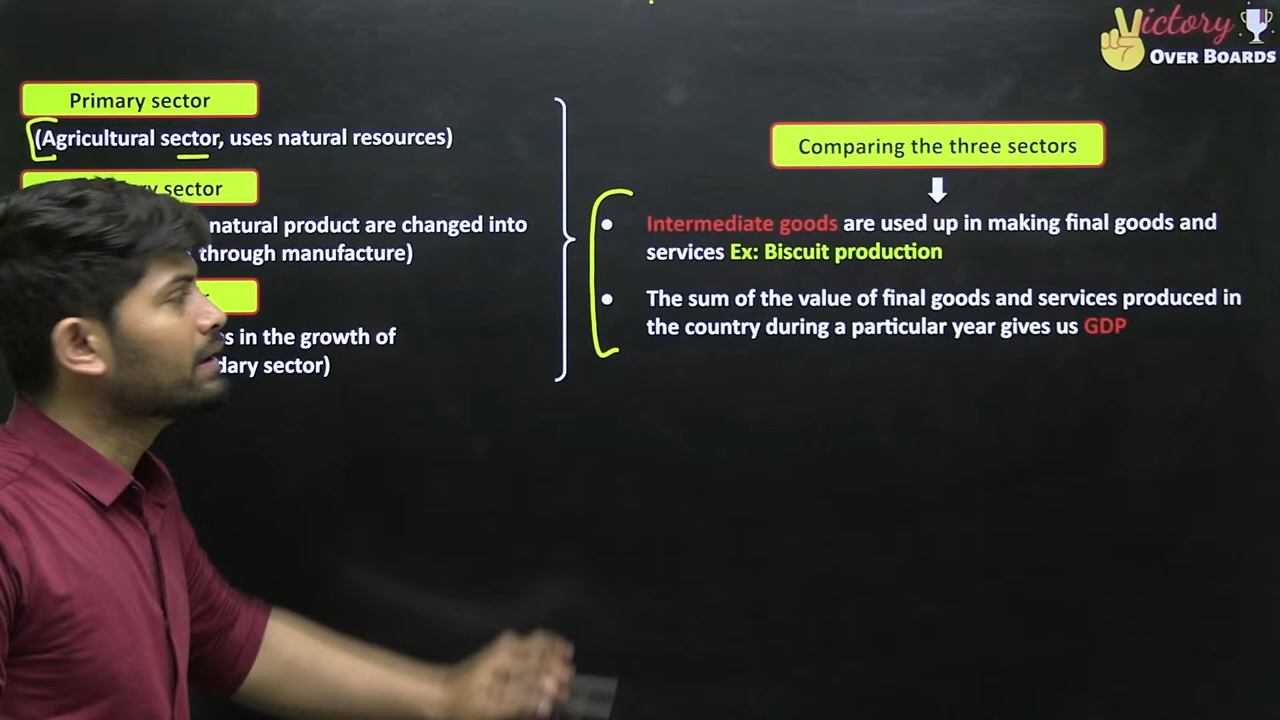 Victory
OVER BOARDS
Primary sector
(Agricultural sector, uses natural resources)
sector
natural product are changed into
through manufacture)
in the growth of
sector)
Comparing the three sectors
• Intermediate goods are used up in making final goods and
services Ex: Biscuit production
• The sum of the value of final goods and services produced in
the country during a particular year gives us GDP